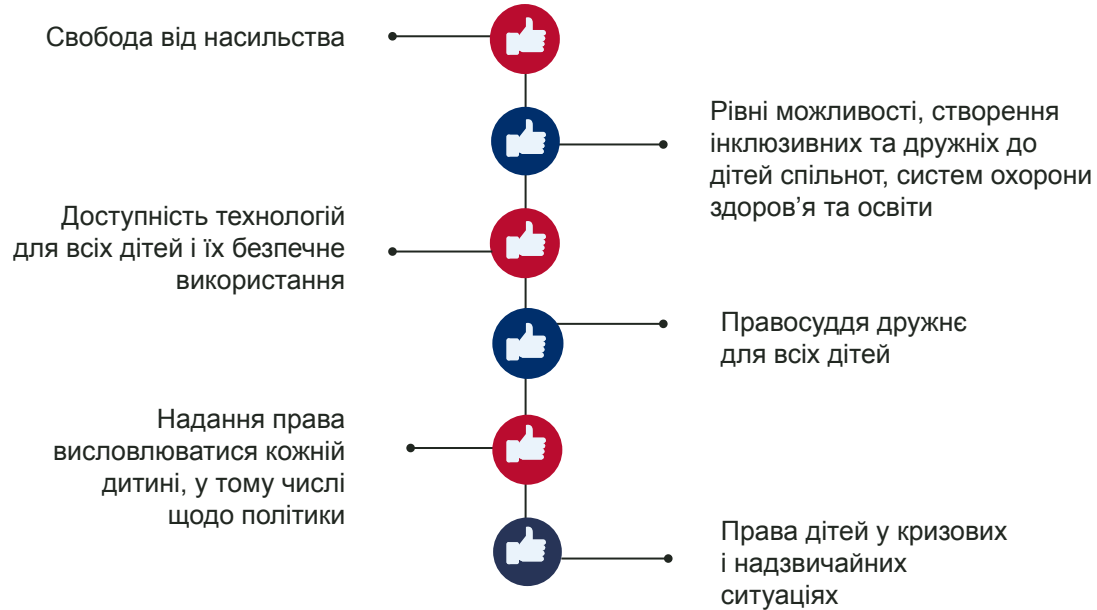 Свобода від насильства
Рівні можливості, створення
інклюзивних та дружніх до
дітей спільнот, систем охорони
здоров’я та освіти
Доступність технологій
для всіх дітей і їх безпечне
використання
Правосуддя дружнє
для всіх дітей
Надання права
висловлюватися кожній
дитині, у тому числі
щодо політики
Права дітей у кризових
і надзвичайних
ситуаціях